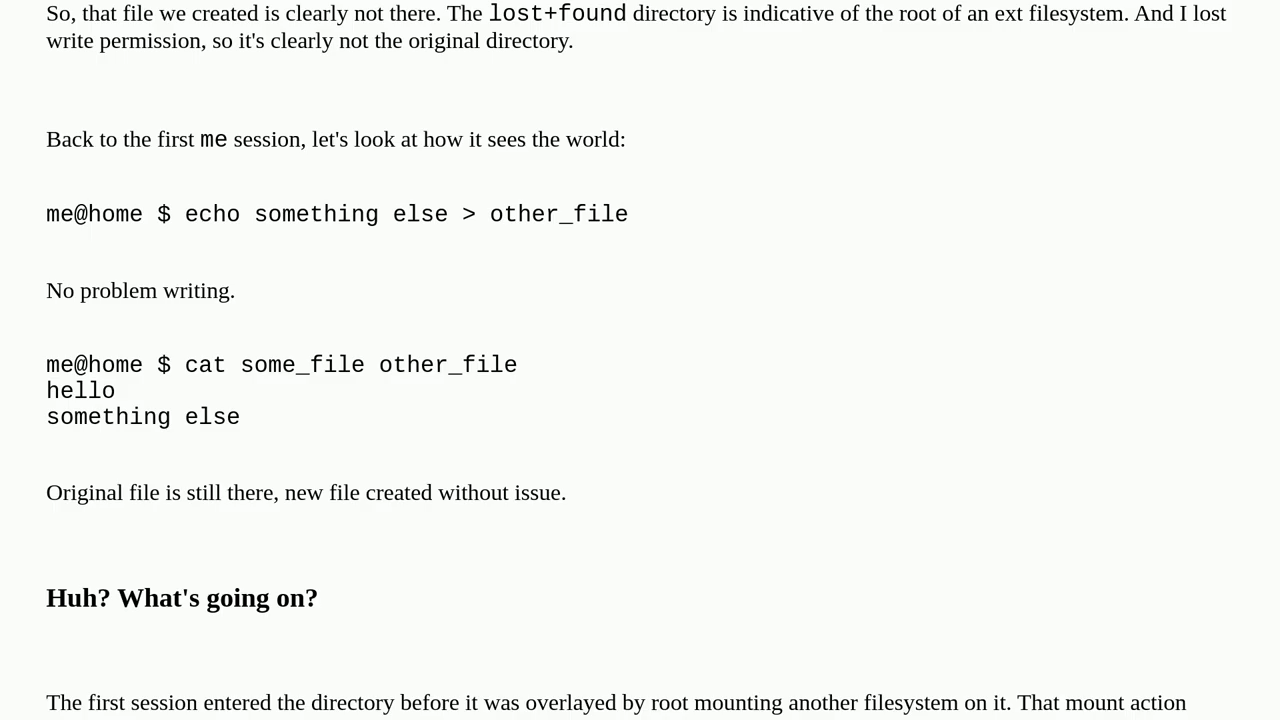 So, that file we created is clearly not there. The lost+found directory is indicative of the root of an ext filesystem. And I lost
write permission, so it's clearly not the original directory.
Back to the first me session, let's look at how it sees the world:
me@home $ echo something else > other_file
No problem writing.
me@home $ cat some_file other_file
hello
something else
Original file is still there, new file created without issue.
Huh? What's going on?
The first session entered the directory before it was overlayed by root mounting another filesystem on it. That mount action